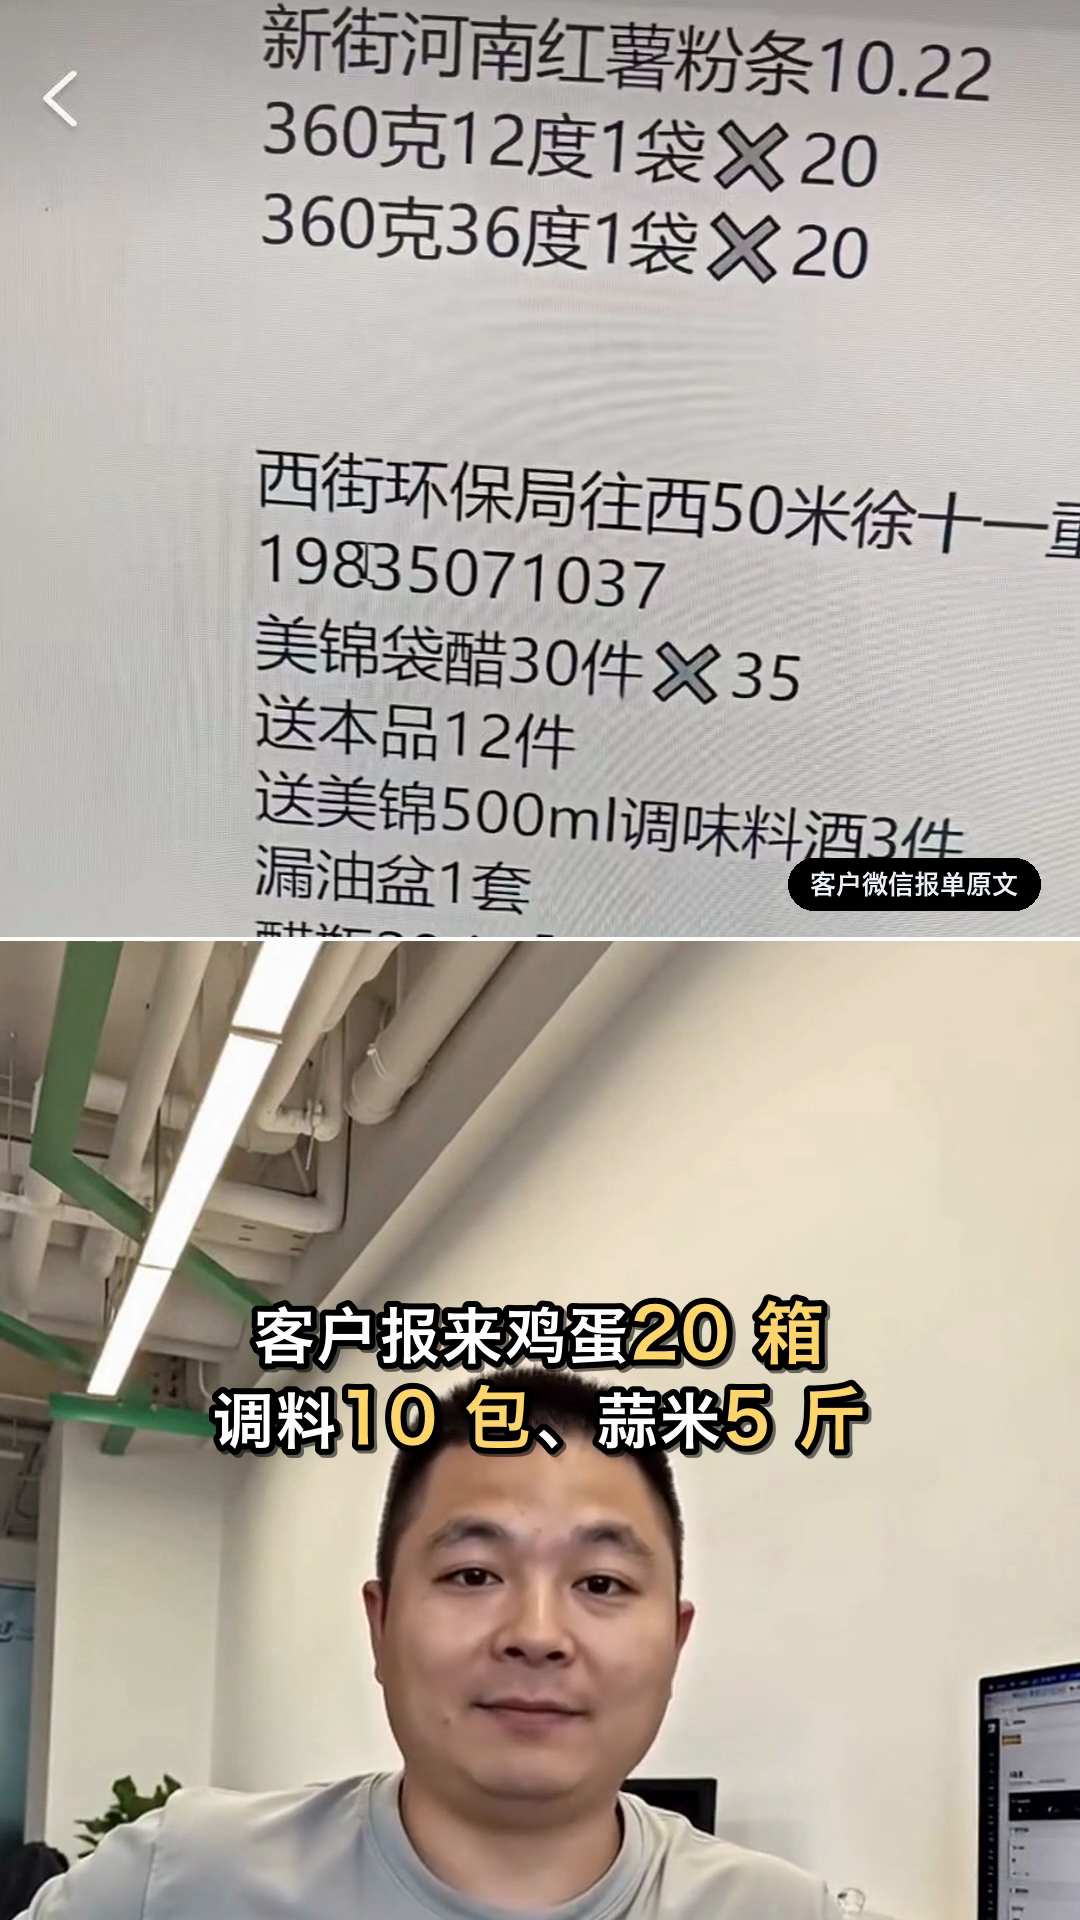 新街河南红薯粉条10.22
360克12度1袋✖20
360克36度1袋✖20
西街环保局往西50米徐十一
19835071037
美锦袋醋30件✖35
送本品12件
送美锦500ml调味料酒3件
漏油盆1套
客户微信报单原文
客户报来鸡蛋20 箱
调料10 包、蒜米5 斤